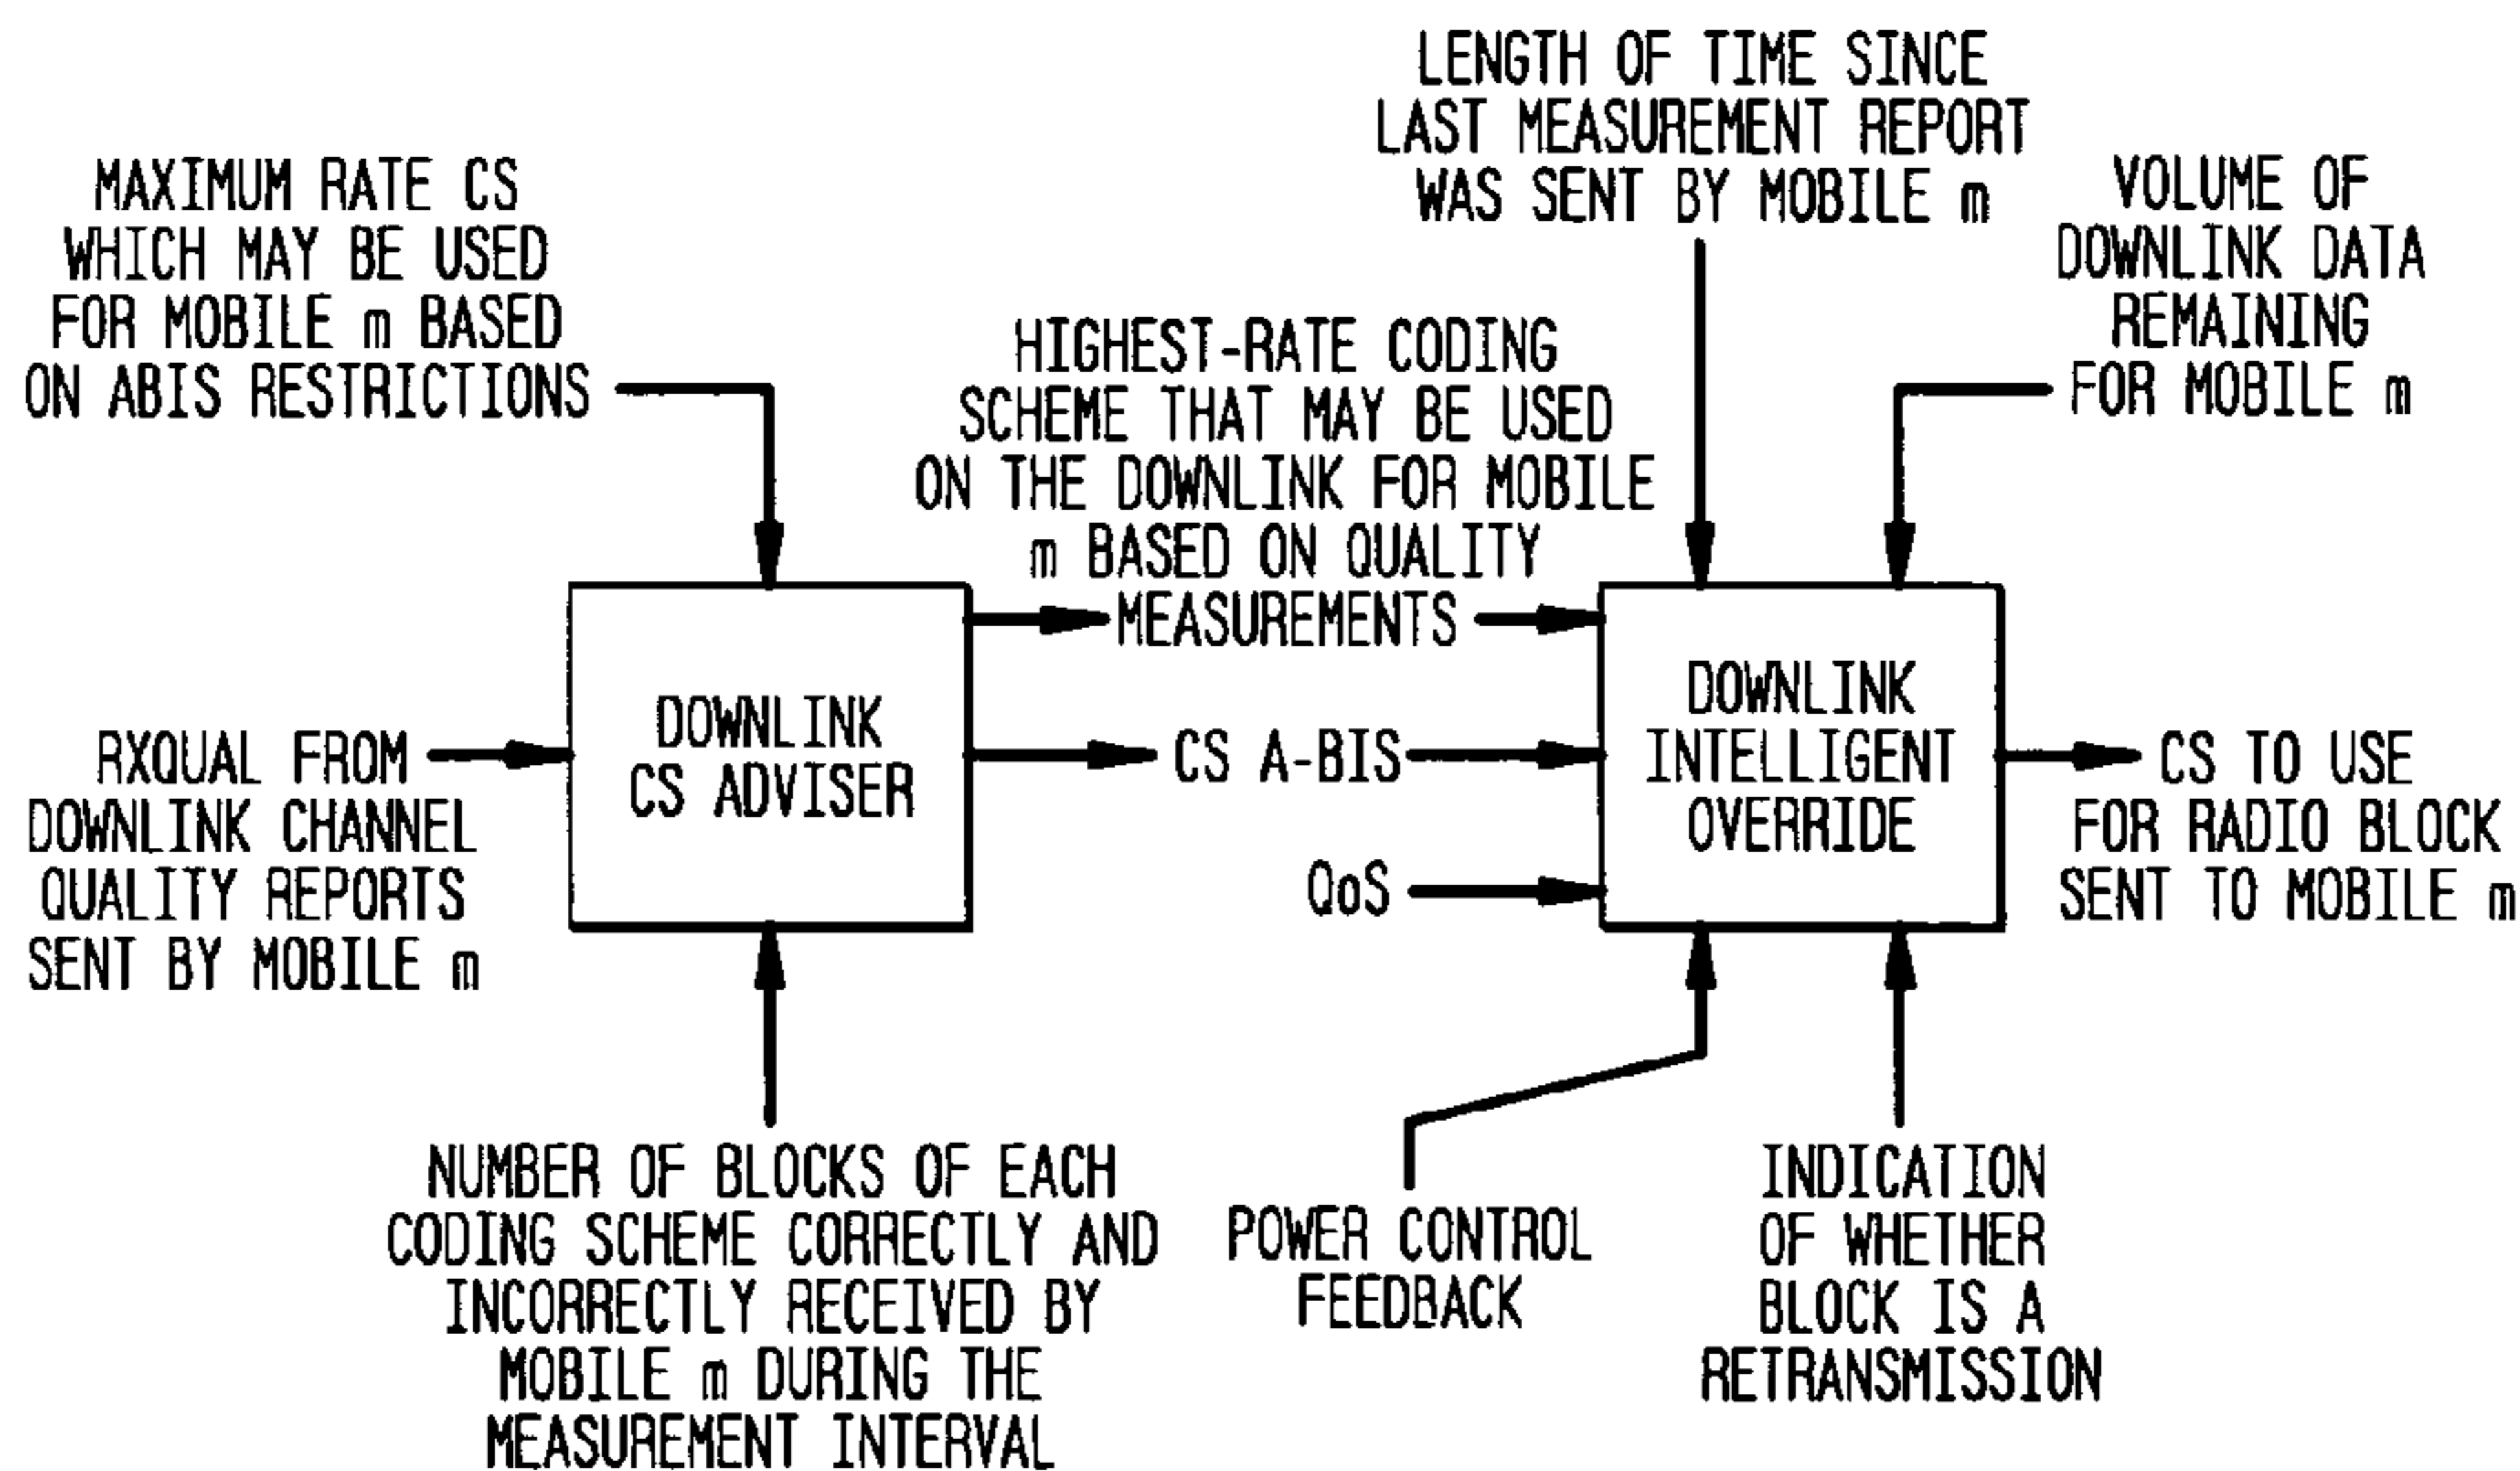 LENGTH OF TIME SINCE
LAST MEASUREMENT REPORT
WAS SENT BY MOBILE m
MAXIMUM RATE CS
WHICH MAY BE USED
FOR MOBILE m BASED
ON ABIS RESTRICTIONS
VOLUME OF
DOWNLINK DATA
REMAINING
FOR MOBILE m
HIGHEST-RATE CODING
SCHEME THAT MAY BE USED
ON THE DOWNLINK FOR MOBILE
m BASED ON QUALITY
MEASUREMENTS
RXQUAL FROM
DOWNLINK CHANNEL
QUALITY REPORTS
SENT BY MOBILE m
DOWNLINK
CS ADVISER
CS A-BIS
QoS
DOWNLINK
INTELLIGENT
OVERRIDE
CS TO USE
FOR RADIO BLOCK
SENT TO MOBILE m
NUMBER OF BLOCKS OF EACH
CODING SCHEME CORRECTLY AND
INCORRECTLY RECEIVED BY
MOBILE m DURING THE
MEASUREMENT INTERVAL
POWER CONTROL
FEEDBACK
INDICATION
OF WHETHER
BLOCK IS A
RETRANSMISSION